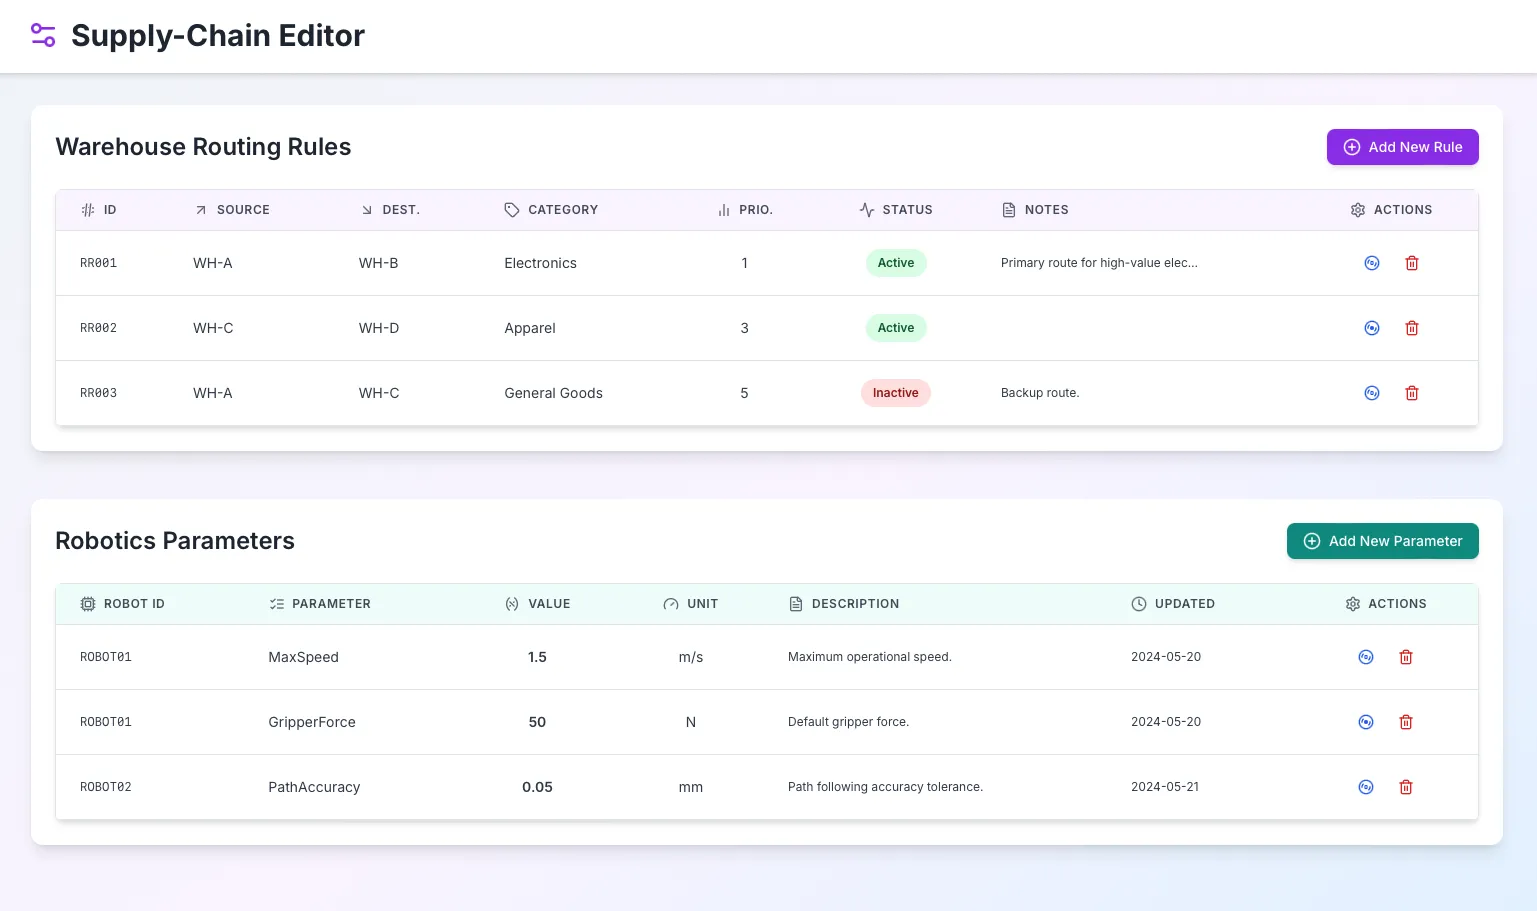 Supply-Chain Editor
Warehouse Routing Rules
Add New Rule
ID SOURCE DEST. CATEGORY PRIO. STATUS NOTES ACTIONS
RR001 WH-A WH-B Electronics 1 Active Primary route for high-value elec...
RR002 WH-C WH-D Apparel 3 Active
RR003 WH-A WH-C General Goods 5 Inactive Backup route.
Robotics Parameters
Add New Parameter
ROBOT ID PARAMETER VALUE UNIT DESCRIPTION UPDATED ACTIONS
ROBOT01 MaxSpeed 1.5 m/s Maximum operational speed. 2024-05-20
ROBOT01 GripperForce 50 N Default gripper force. 2024-05-20
ROBOT02 PathAccuracy 0.05 mm Path following accuracy tolerance. 2024-05-21